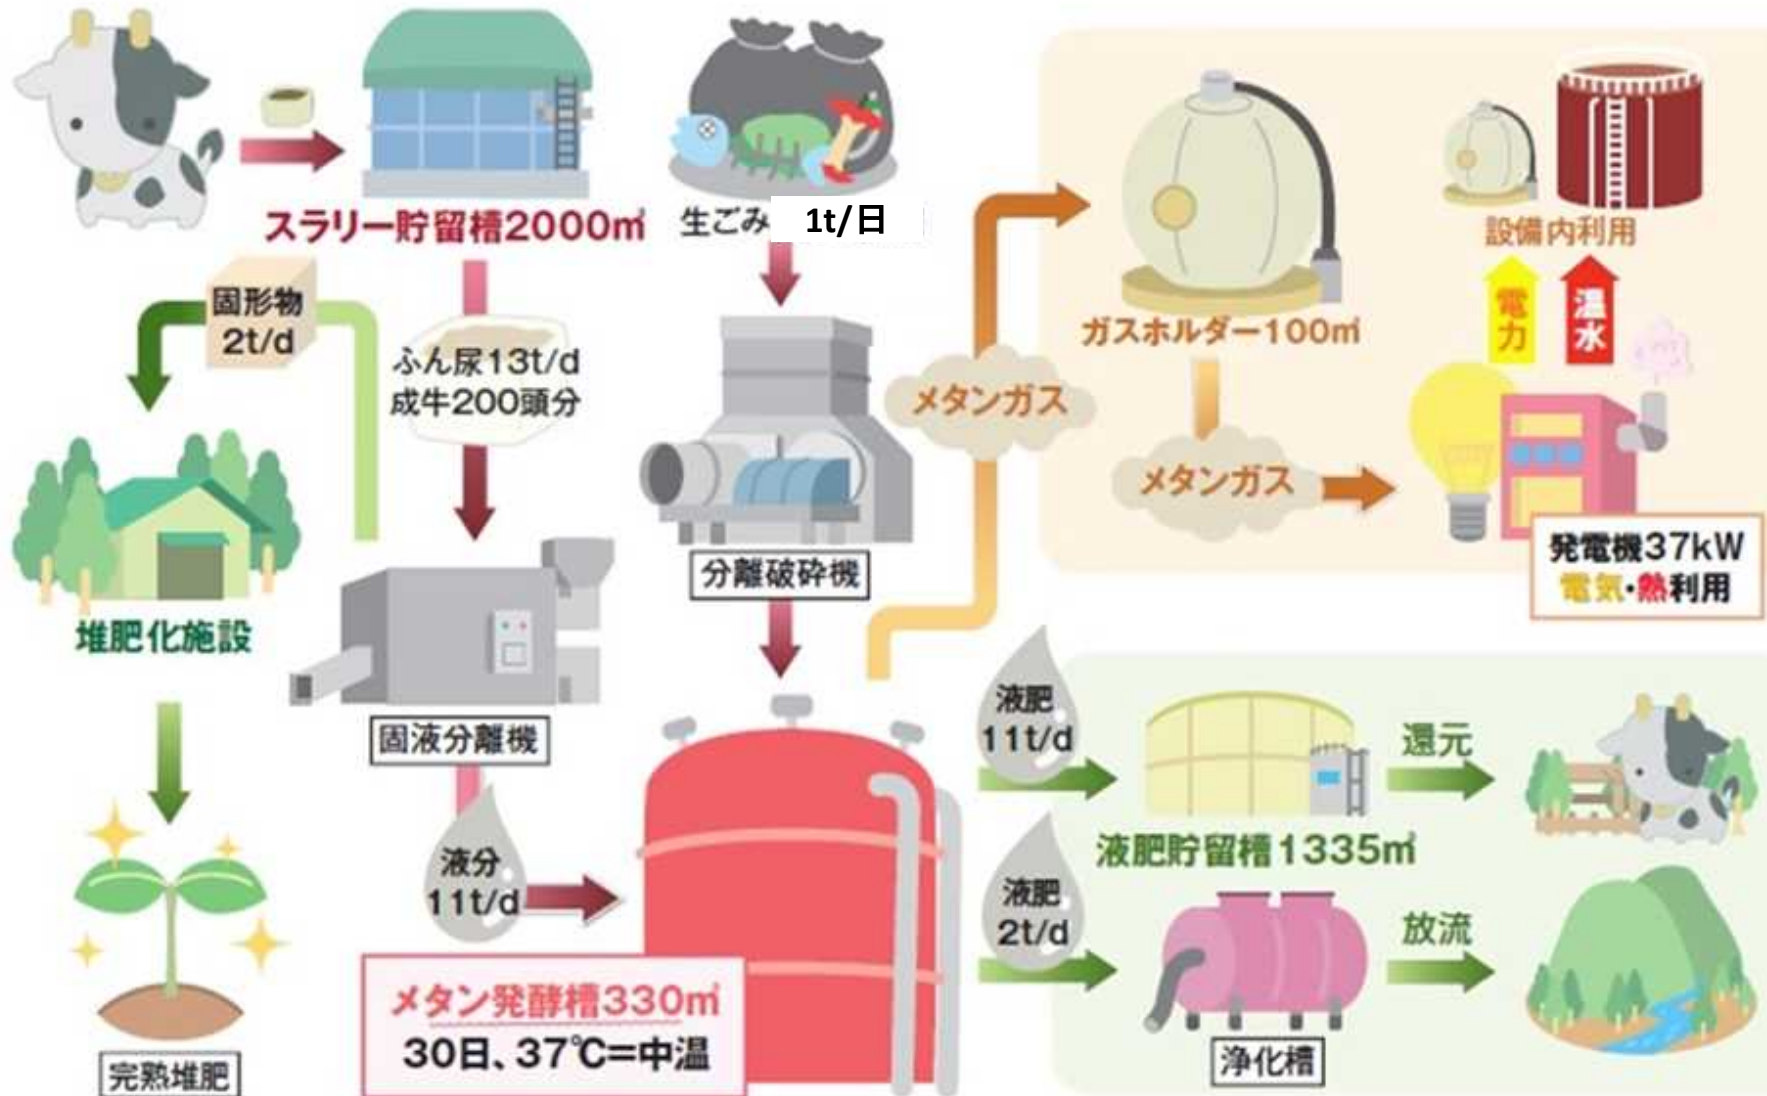 スラリー貯留槽2000㎥
生ごみ 1t/日
固形物
2t/d
ふん尿13t/d
成牛200頭分
堆肥化施設
完熟堆肥
固液分離機
液分
11t/d
分離破砕機
メタン発酵槽330㎥
30日、37℃=中温
メタンガス
ガスホルダー100㎥
メタンガス
設備内利用
電力
温水
発電機37kW
電気・熱利用
液肥
11t/d
液肥貯留槽1335㎥
還元
液肥
2t/d
浄化槽
放流